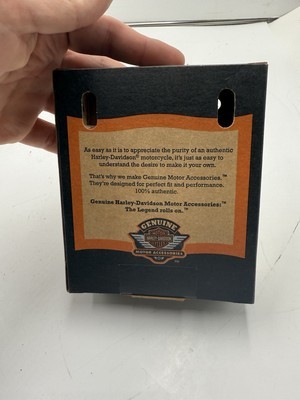 As easy as it is to appreciate the purity of an authentic
Harley-Davidson® motorcycle, it's just as easy to
understand the desire to make it your own.
That's why we make Genuine Motor Accessories.™
They're designed for perfect fit and performance.
100% authentic.
Genuine Harley-Davidson Motor Accessories:™
The Legend rolls on.™
GENUINE
HARLEY-DAVIDSON
MOTOR ACCESSORIES